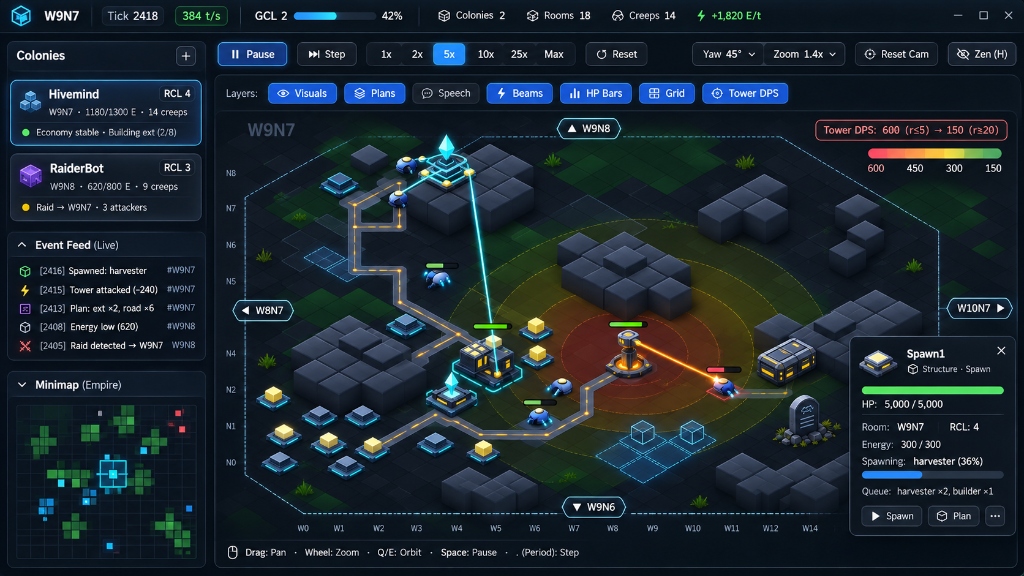 W9N7
Tick 2418
384 t/s
GCL 2
42%
Colonies 2
Rooms 18
Creeps 14
+1,820 E/t
Colonies
+
Pause
Step
1x
2x
5x
10x
25x
Max
Reset
Yaw 45°
Zoom 1.4x
Reset Cam
Zen (H)
Hivemind
RCL 4
W9N7 · 1180/1300 E · 14 creeps
Economy stable · Building ext (2/8)
RaiderBot
RCL 3
W9N8 · 620/800 E · 9 creeps
Raid → W9N7 · 3 attackers
Layers:
Visuals
Plans
Speech
Beams
HP Bars
Grid
Tower DPS
Event Feed (Live)
[2416] Spawned: harvester #W9N7
[2415] Tower attacked (-240) #W9N7
[2413] Plan: ext ×2, road ×6 #W9N7
[2408] Energy low (620) #W9N8
[2405] Raid detected → W9N7 W9N8
Minimap (Empire)
W9N7
▲ W9N8
Tower DPS: 600 (r≤5) → 150 (r≥20)
600 450 300 150
N8
N7
N6
N5
N4
N2
N1
N0
◀ W8N7
W10N7 ▶
▼ W9N6
W0 W1 W2 W3 W4 W5 W6 W7 W8 W9 W10 W11 W12 W14
Spawn1
Structure · Spawn
HP: 5,000 / 5,000
Room: W9N7 RCL: 4
Energy: 300 / 300
Spawning: harvester (36%)
Queue: harvester ×2, builder ×1
Spawn
Plan
Drag: Pan · Wheel: Zoom · Q/E: Orbit · Space: Pause · . (Period): Step